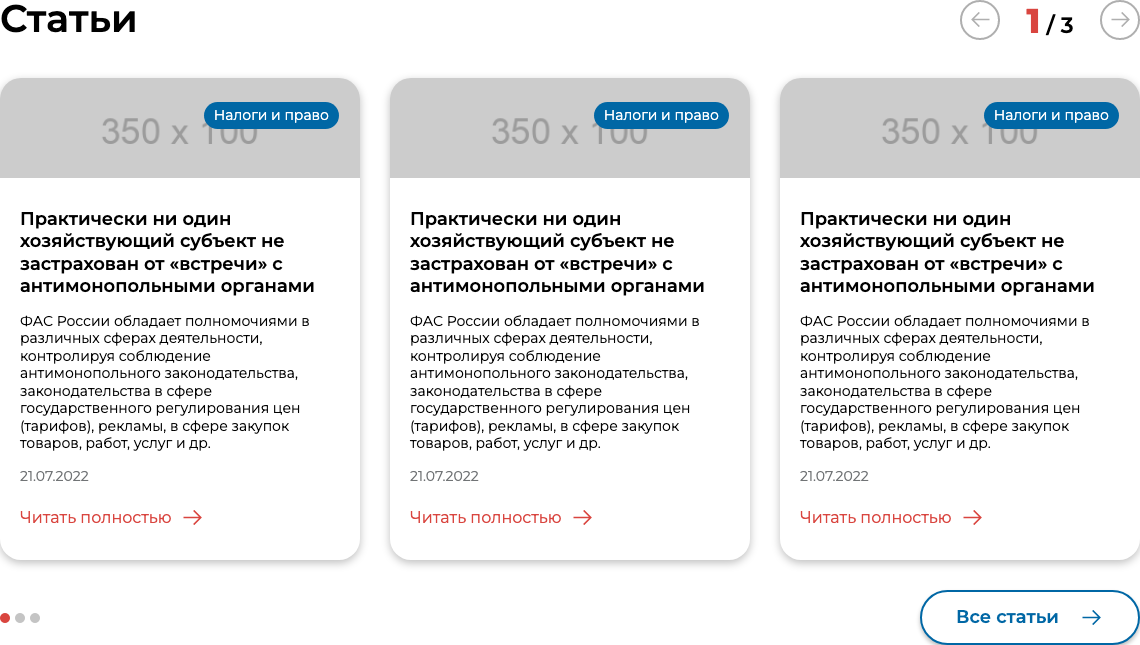 Статьи
1 / 3
350 x 100
Налоги и право
Практически ни один
хозяйствующий субъект не
застрахован от «встречи» с
антимонопольными органами
ФАС России обладает полномочиями в
различных сферах деятельности,
контролируя соблюдение
антимонопольного законодательства,
законодательства в сфере
государственного регулирования цен
(тарифов), рекламы, в сфере закупок
товаров, работ, услуг и др.
21.07.2022
Читать полностью
350 x 100
Налоги и право
Практически ни один
хозяйствующий субъект не
застрахован от «встречи» с
антимонопольными органами
ФАС России обладает полномочиями в
различных сферах деятельности,
контролируя соблюдение
антимонопольного законодательства,
законодательства в сфере
государственного регулирования цен
(тарифов), рекламы, в сфере закупок
товаров, работ, услуг и др.
21.07.2022
Читать полностью
350 x 100
Налоги и право
Практически ни один
хозяйствующий субъект не
застрахован от «встречи» с
антимонопольными органами
ФАС России обладает полномочиями в
различных сферах деятельности,
контролируя соблюдение
антимонопольного законодательства,
законодательства в сфере
государственного регулирования цен
(тарифов), рекламы, в сфере закупок
товаров, работ, услуг и др.
21.07.2022
Читать полностью
Все статьи